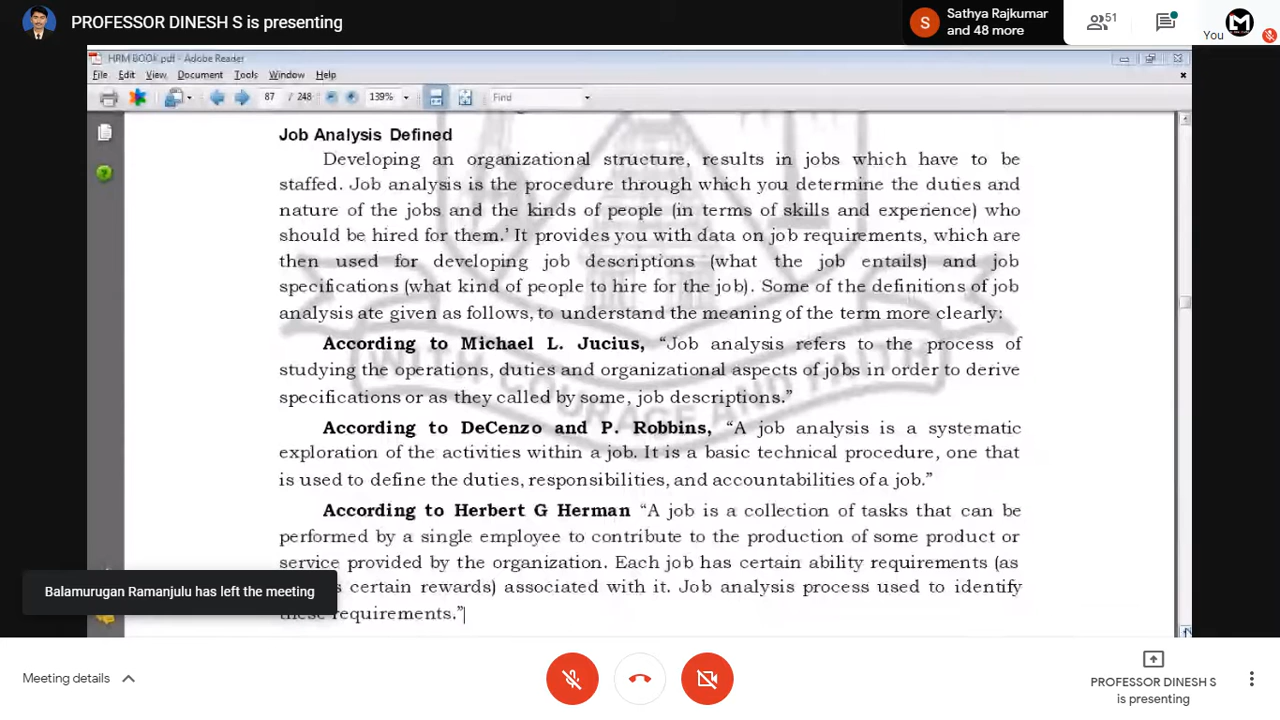 PROFESSOR DINESH S is presenting
S
Sathya Rajkumar
and 48 more
51
You
HRM BOOK.pdf - Adobe Reader
File Edit View Document Tools Window Help
87 / 248 139% Find
Job Analysis Defined
Developing an organizational structure, results in jobs which have to be
staffed. Job analysis is the procedure through which you determine the duties and
nature of the jobs and the kinds of people (in terms of skills and experience) who
should be hired for them.' It provides you with data on job requirements, which are
then used for developing job descriptions (what the job entails) and job
specifications (what kind of people to hire for the job). Some of the definitions of job
analysis ate given as follows, to understand the meaning of the term more clearly:
According to Michael L. Jucius, “Job analysis refers to the process of
studying the operations, duties and organizational aspects of jobs in order to derive
specifications or as they called by some, job descriptions.”
According to DeCenzo and P. Robbins, “A job analysis is a systematic
exploration of the activities within a job. It is a basic technical procedure, one that
is used to define the duties, responsibilities, and accountabilities of a job.”
According to Herbert G Herman “A job is a collection of tasks that can be
performed by a single employee to contribute to the production of some product or
service provided by the organization. Each job has certain ability requirements (as
certain rewards) associated with it. Job analysis process used to identify
these requirements.”
WITH COURAGE AND FAITH
Balamurugan Ramanjulu has left the meeting
Meeting details
PROFESSOR DINESH S
is presenting